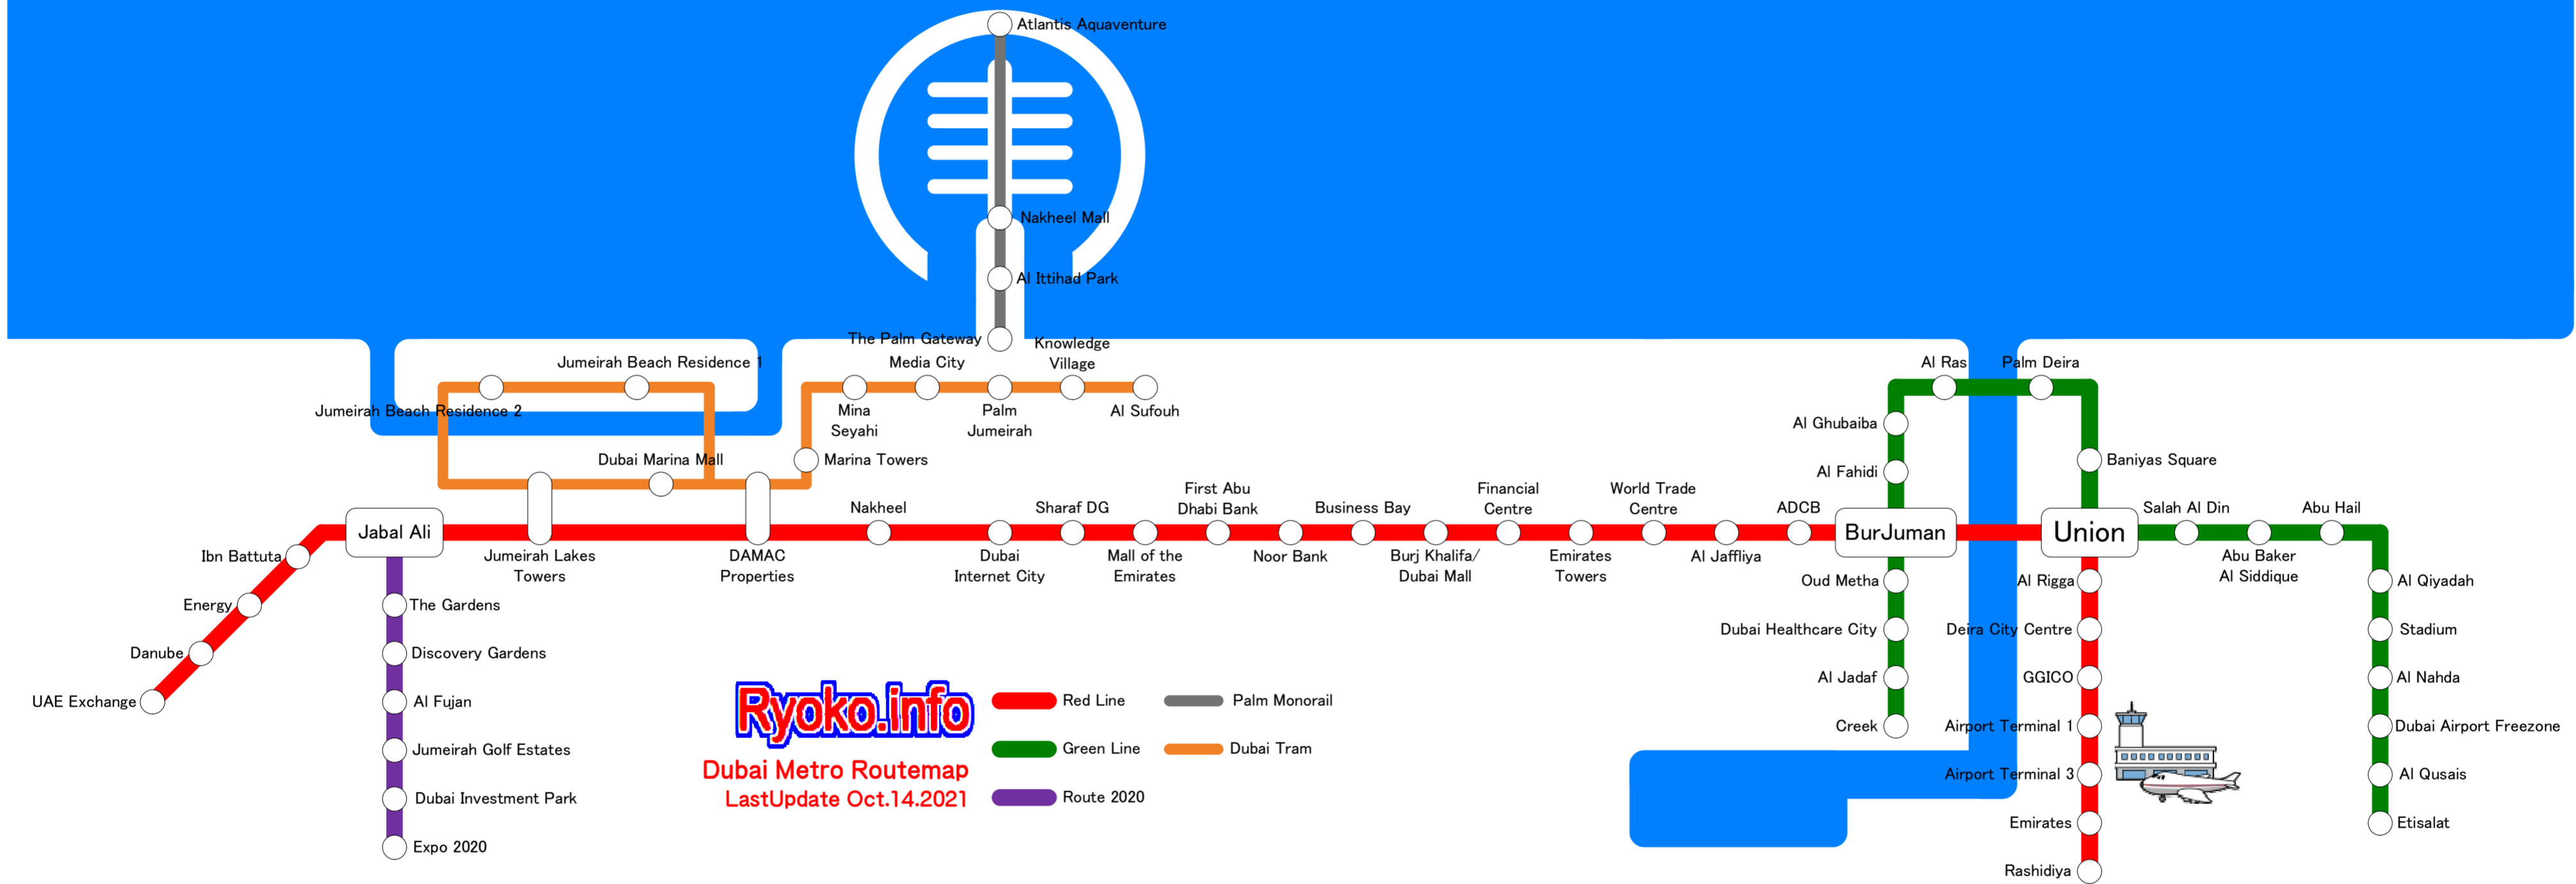 Atlantis Aquaventure
Nakheel Mall
Al Ittihad Park
The Palm Gateway
Knowledge
Village
Media City
Jumeirah Beach Residence 1
Jumeirah Beach Residence 2
Mina
Seyahi
Palm
Jumeirah
Al Sufouh
Dubai Marina Mall
Marina Towers
Al Ras
Palm Deira
Al Ghubaiba
Al Fahidi
Baniyas Square
Jabal Ali
Ibn Battuta
Energy
Danube
UAE Exchange
Jumeirah Lakes
Towers
DAMAC
Properties
Nakheel
Dubai
Internet City
Sharaf DG
Mall of the
Emirates
First Abu
Dhabi Bank
Noor Bank
Business Bay
Burj Khalifa/
Dubai Mall
Financial
Centre
Emirates
Towers
World Trade
Centre
Al Jaffliya
ADCB
BurJuman
Union
Salah Al Din
Abu Baker
Al Siddique
Abu Hail
The Gardens
Discovery Gardens
Al Fujan
Jumeirah Golf Estates
Dubai Investment Park
Expo 2020
Oud Metha
Dubai Healthcare City
Al Jadaf
Creek
Al Rigga
Deira City Centre
GGICO
Airport Terminal 1
Airport Terminal 3
Emirates
Rashidiya
Al Qiyadah
Stadium
Al Nahda
Dubai Airport Freezone
Al Qusais
Etisalat
Ryoko.info
Dubai Metro Routemap
LastUpdate Oct.14.2021
Red Line
Green Line
Route 2020
Palm Monorail
Dubai Tram